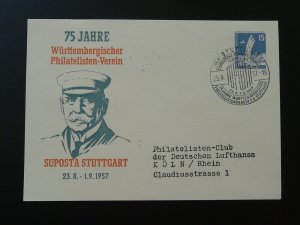 75 JAHRE
Württembergischer
Philatelisten-Verein
SUPOSTA STUTTGART
23. 8. - 1. 9. 1957
15
Philatelisten-Club
der Deutschen Lufthansa
KÖLN / Rhein
Claudiusstrasse 1